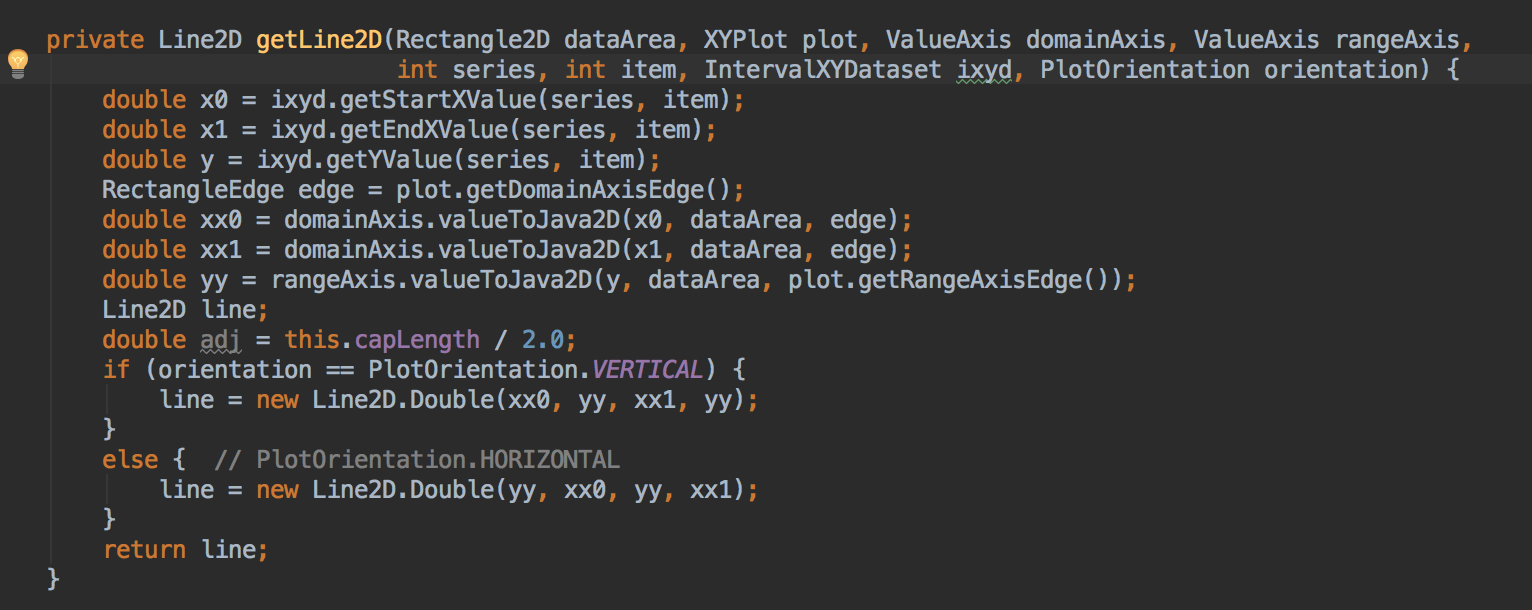 private Line2D getLine2D(Rectangle2D dataArea, XYPlot plot, ValueAxis domainAxis, ValueAxis rangeAxis,
                         int series, int item, IntervalXYDataset ixyd, PlotOrientation orientation) {
    double x0 = ixyd.getStartXValue(series, item);
    double x1 = ixyd.getEndXValue(series, item);
    double y = ixyd.getYValue(series, item);
    RectangleEdge edge = plot.getDomainAxisEdge();
    double xx0 = domainAxis.valueToJava2D(x0, dataArea, edge);
    double xx1 = domainAxis.valueToJava2D(x1, dataArea, edge);
    double yy = rangeAxis.valueToJava2D(y, dataArea, plot.getRangeAxisEdge());
    Line2D line;
    double adj = this.capLength / 2.0;
    if (orientation == PlotOrientation.VERTICAL) {
        line = new Line2D.Double(xx0, yy, xx1, yy);
    }
    else {  // PlotOrientation.HORIZONTAL
        line = new Line2D.Double(yy, xx0, yy, xx1);
    }
    return line;
}